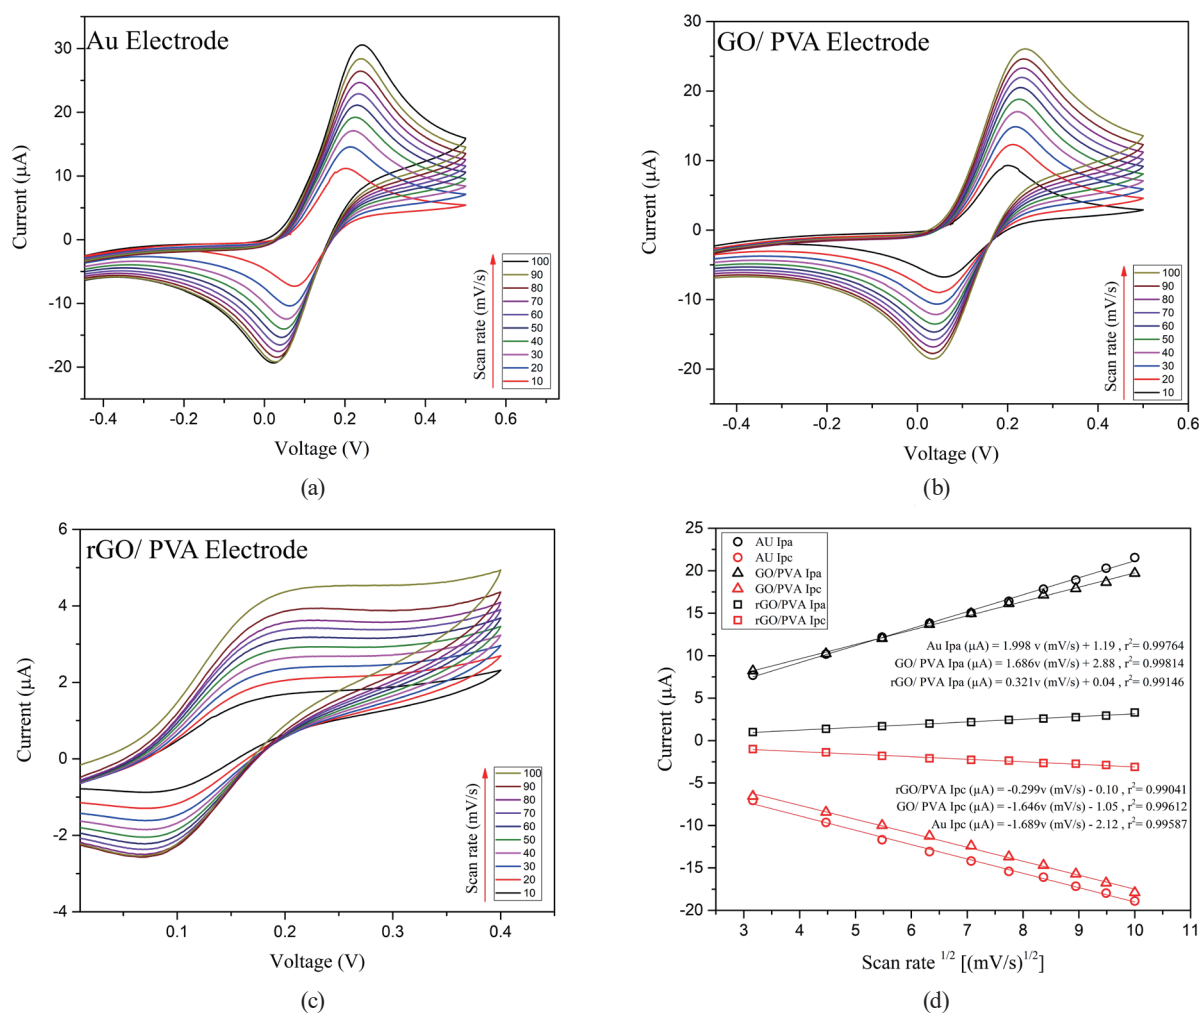 Au Electrode
30
20
10
0
-10
-20
Current (μA)
-0.4
-0.2
0.0
0.2
0.4
0.6
Voltage (V)
Scan rate (mV/s)
100
90
80
70
60
50
40
30
20
10
(a)
GO/ PVA Electrode
30
20
10
0
-10
-20
Current (μA)
-0.4
-0.2
0.0
0.2
0.4
0.6
Voltage (V)
Scan rate (mV/s)
100
90
80
70
60
50
40
30
20
10
(b)
rGO/ PVA Electrode
6
4
2
0
-2
-4
Current (μA)
0.1
0.2
0.3
0.4
Voltage (V)
Scan rate (mV/s)
100
90
80
70
60
50
40
30
20
10
(c)
25
20
15
10
5
0
-5
-10
-15
-20
Current (μA)
AU Ipa
AU Ipc
GO/PVA Ipa
GO/PVA Ipc
rGO/PVA Ipa
rGO/PVA Ipc
Au Ipa (μA) = 1.998 v (mV/s) + 1.19 , r²= 0.99764
GO/ PVA Ipa (μA) = 1.686v (mV/s) + 2.88 , r²= 0.99814
rGO/ PVA Ipa (μA) = 0.321v (mV/s) + 0.04 , r²= 0.99146
rGO/PVA Ipc (μA) = -0.299v (mV/s) - 0.10 , r²= 0.99041
GO/ PVA Ipc (μA) = -1.646v (mV/s) - 1.05 , r²= 0.99612
Au Ipc (μA) = -1.689v (mV/s) - 2.12 , r²= 0.99587
3
4
5
6
7
8
9
10
11
Scan rate ^1/2 [(mV/s)^1/2]
(d)